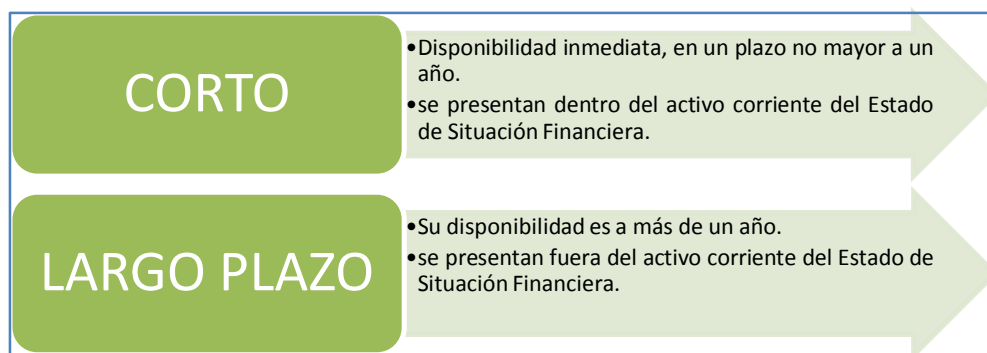 CORTO
•Disponibilidad inmediata, en un plazo no mayor a un
año.
•se presentan dentro del activo corriente del Estado
de Situación Financiera.
LARGO PLAZO
•Su disponibilidad es a más de un año.
•se presentan fuera del activo corriente del Estado de
Situación Financiera.